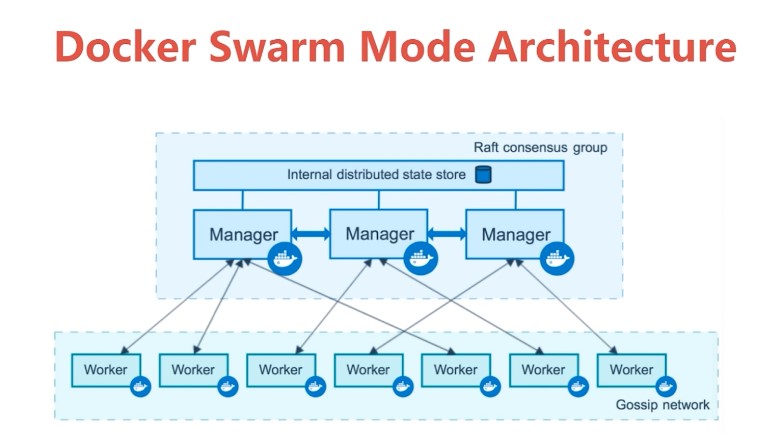 Docker Swarm Mode Architecture
Raft consensus group
Internal distributed state store
Manager
Manager
Manager
Worker
Worker
Worker
Worker
Worker
Worker
Worker
Gossip network